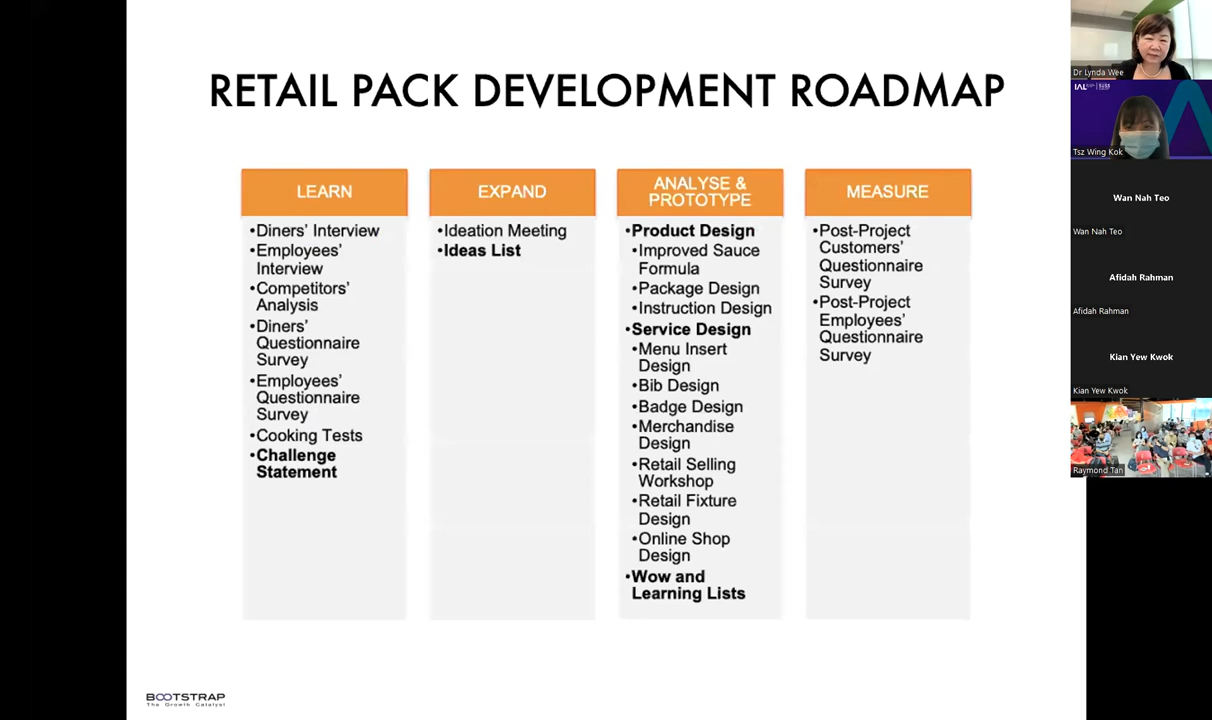 RETAIL PACK DEVELOPMENT ROADMAP
LEARN
•Diners' Interview
•Employees'
Interview
•Competitors'
Analysis
•Diners'
Questionnaire
Survey
•Employees'
Questionnaire
Survey
•Cooking Tests
•Challenge
Statement
EXPAND
•Ideation Meeting
•Ideas List
ANALYSE &
PROTOTYPE
•Product Design
•Improved Sauce
Formula
•Package Design
•Instruction Design
•Service Design
•Menu Insert
Design
•Bib Design
•Badge Design
•Merchandise
Design
•Retail Selling
Workshop
•Retail Fixture
Design
•Online Shop
Design
•Wow and
Learning Lists
MEASURE
•Post-Project
Customers'
Questionnaire
Survey
•Post-Project
Employees'
Questionnaire
Survey
BOOTSTRAP
The Growth Catalyst
Dr Lynda Wee
IAL
Tsz Wing Kok
Wan Nah Teo
Wan Nah Teo
Afidah Rahman
Afidah Rahman
Kian Yew Kwok
Kian Yew Kwok
Raymond Tan